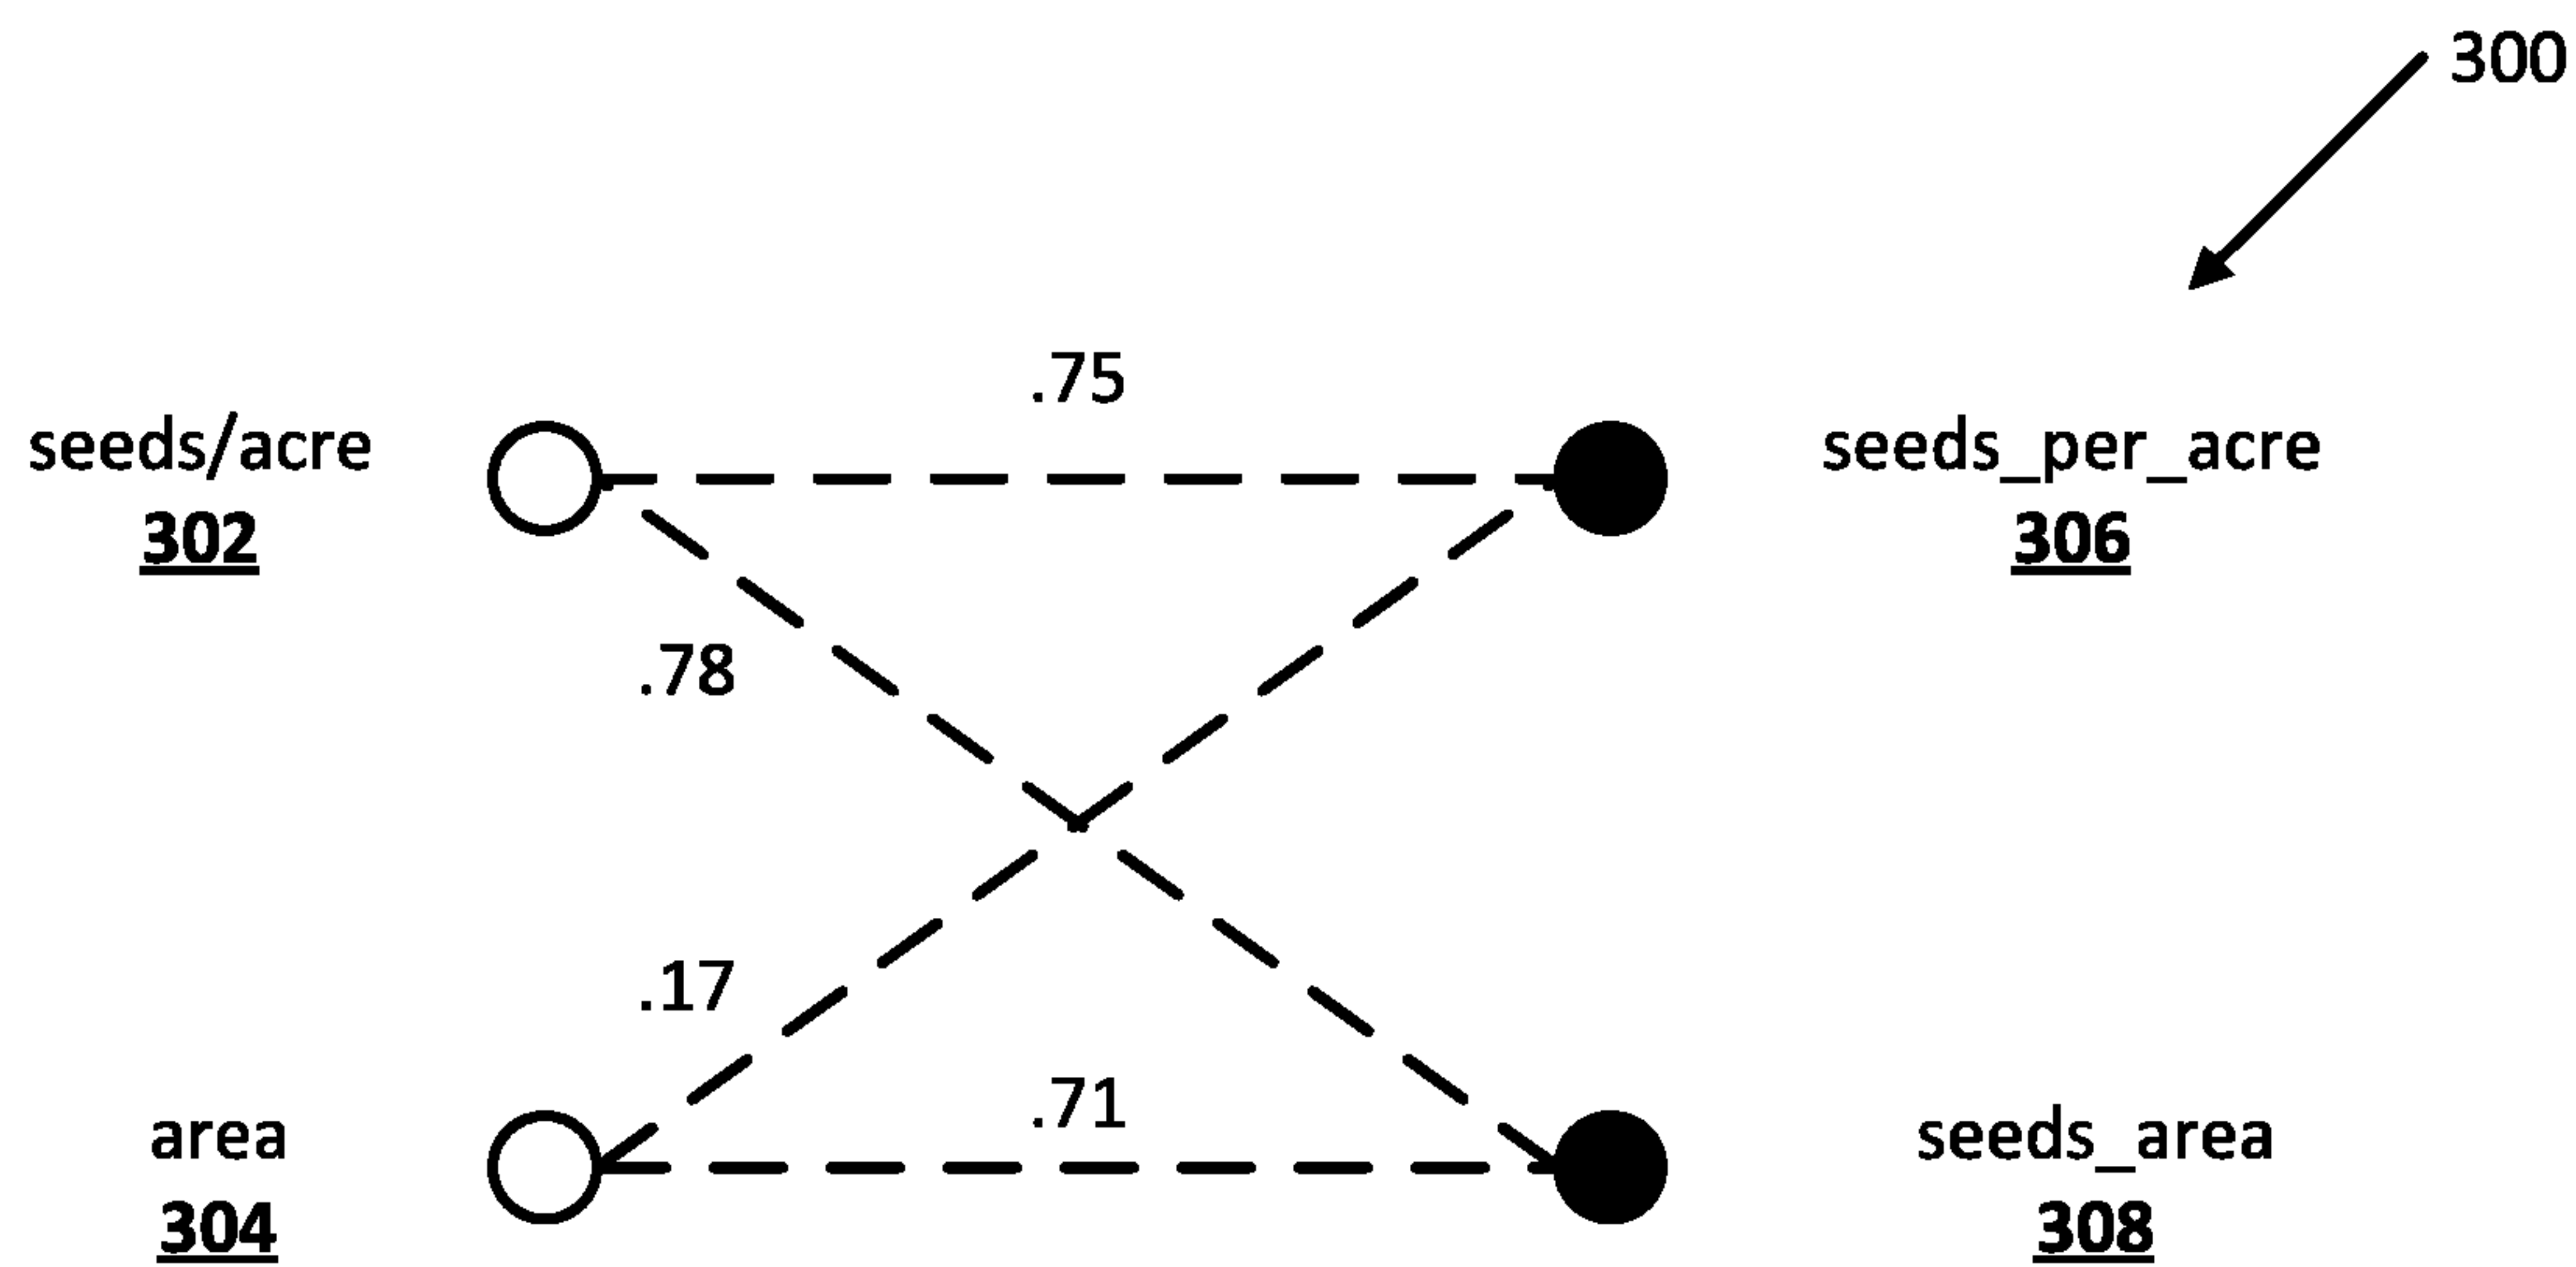 300
.75
seeds/acre
302
seeds_per_acre
306
.78
.17
.71
area
304
seeds_area
308